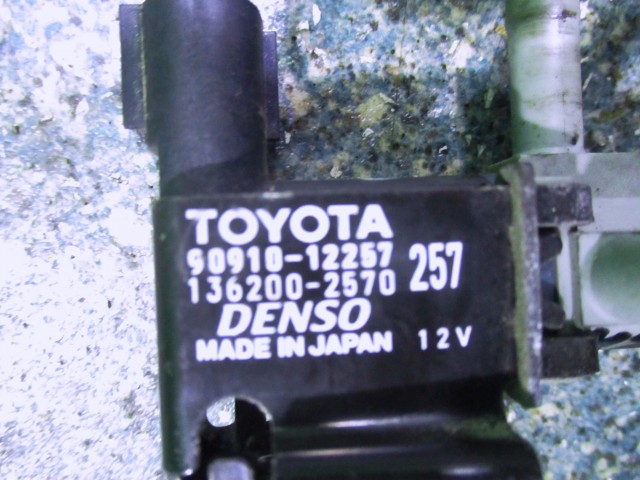 TOYOTA
90910-12257
136200-2570 257
DENSO
MADE IN JAPAN 12V